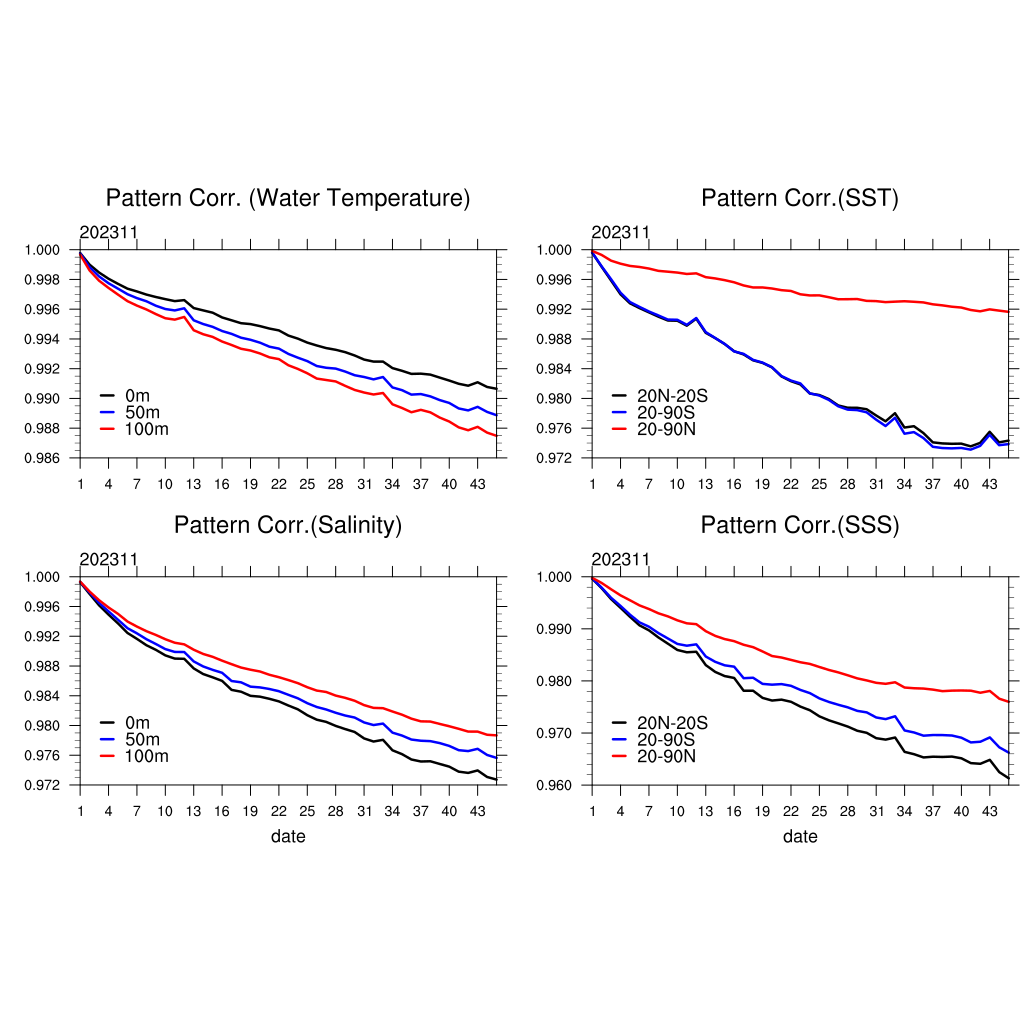 Pattern Corr. (Water Temperature)
202311
1.000
0.998
0.996
0.994
0.992
0.990
0.988
0.986
0m
50m
100m
1 4 7 10 13 16 19 22 25 28 31 34 37 40 43
Pattern Corr.(SST)
202311
1.000
0.996
0.992
0.988
0.984
0.980
0.976
0.972
20N-20S
20-90S
20-90N
1 4 7 10 13 16 19 22 25 28 31 34 37 40 43
Pattern Corr.(Salinity)
202311
1.000
0.996
0.992
0.988
0.984
0.980
0.976
0.972
0m
50m
100m
1 4 7 10 13 16 19 22 25 28 31 34 37 40 43
date
Pattern Corr.(SSS)
202311
1.000
0.990
0.980
0.970
0.960
20N-20S
20-90S
20-90N
1 4 7 10 13 16 19 22 25 28 31 34 37 40 43
date